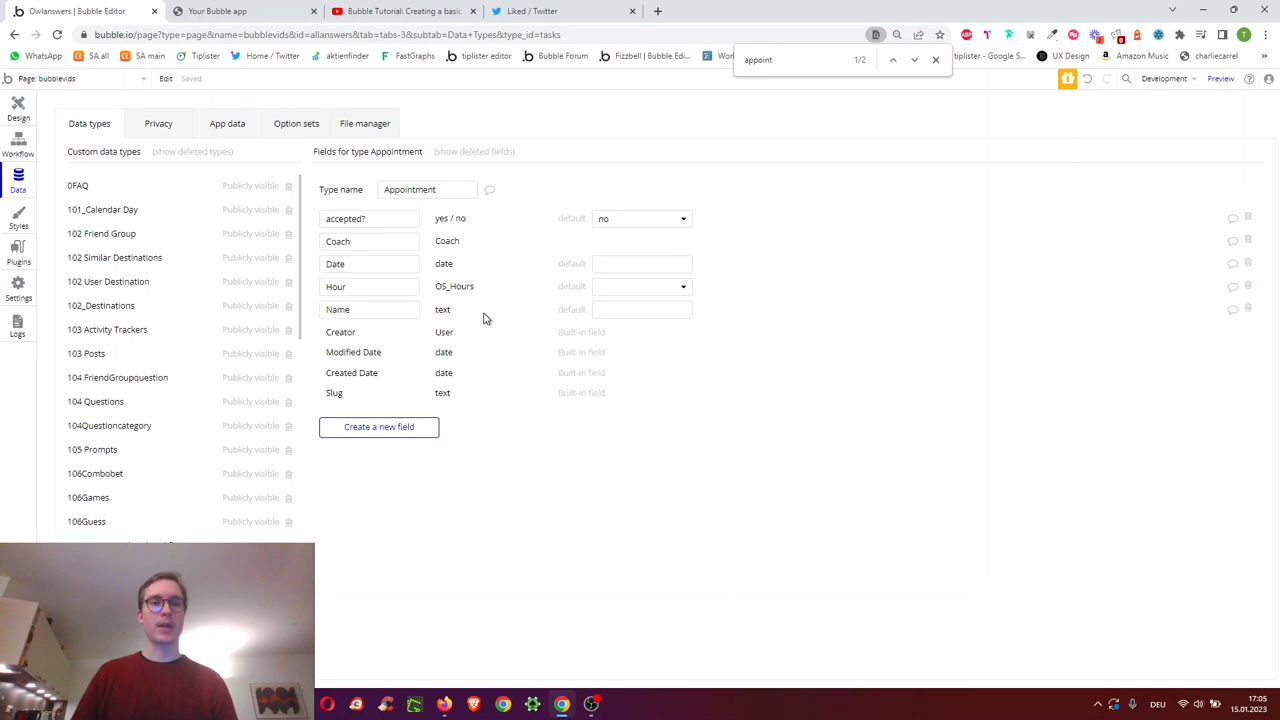 Owlanswers | Bubble Editor
Your Bubble app
Bubble Tutorial: Creating a basic
Liked / Twitter
bubble.io/page?type=page&name=bubblevids&id=allanswers&tab=tabs-3&subtab=Data+Types&type_id=tasks
WhatsApp
SA all
SA main
Tiplister
Home / Twitter
aktienfinder
FastGraphs
tiplister editor
Bubble Forum
Fizzbell | Bubble Edi...
UX Design
Amazon Music
charliecarrel
appoint
1/2
Page: bubblevids
Edit
Saved
Development
Preview
Design
Workflow
Data
Styles
Plugins
Settings
Logs
Data types
Privacy
App data
Option sets
File manager
Custom data types (show deleted types)
Fields for type Appointment (show deleted fields)
0FAQ Publicly visible
101_Calendar Day Publicly visible
102 Friend Group Publicly visible
102 Similar Destinations Publicly visible
102 User Destination Publicly visible
102_Destinations Publicly visible
103 Activity Trackers Publicly visible
103 Posts Publicly visible
104 FriendGroupquestion Publicly visible
104 Questions Publicly visible
104Questioncategory Publicly visible
105 Prompts Publicly visible
106Combobet Publicly visible
106Games Publicly visible
106Guess Publicly visible
Type name Appointment
accepted? yes / no default no
Coach Coach
Date date default
Hour OS_Hours default
Name text default
Creator User Built-in field
Modified Date date Built-in field
Created Date date Built-in field
Slug text Built-in field
Create a new field
DEU
17:05
15.01.2023